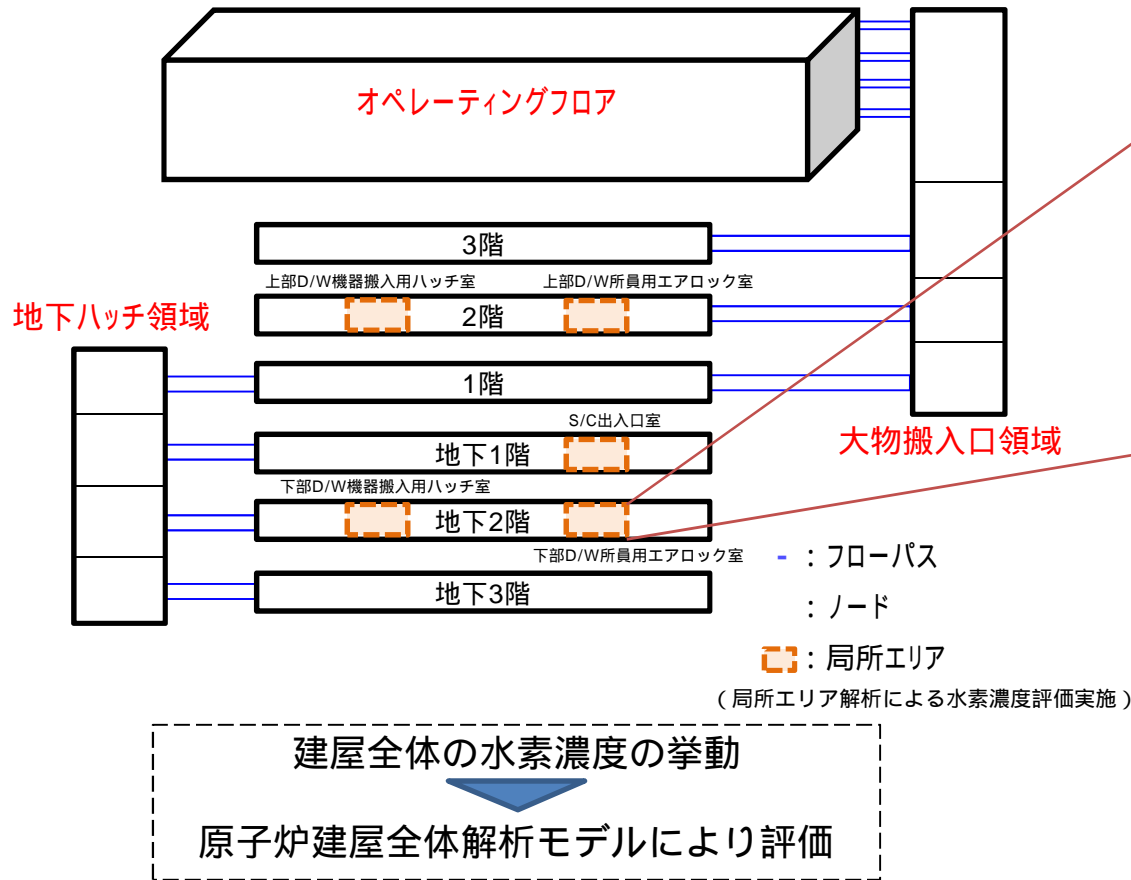 オペレーティングフロア
3階
上部D/W機器搬入用ハッチ室
上部D/W所員用エアロック室
2階
地下ハッチ領域
1階
S/C出入口室
地下1階
大物搬入口領域
下部D/W機器搬入用ハッチ室
地下2階
下部D/W所員用エアロック室
- : フローパス
地下3階
: ノード
: 局所エリア
(局所エリア解析による水素濃度評価実施)
建屋全体の水素濃度の挙動
原子炉建屋全体解析モデルにより評価